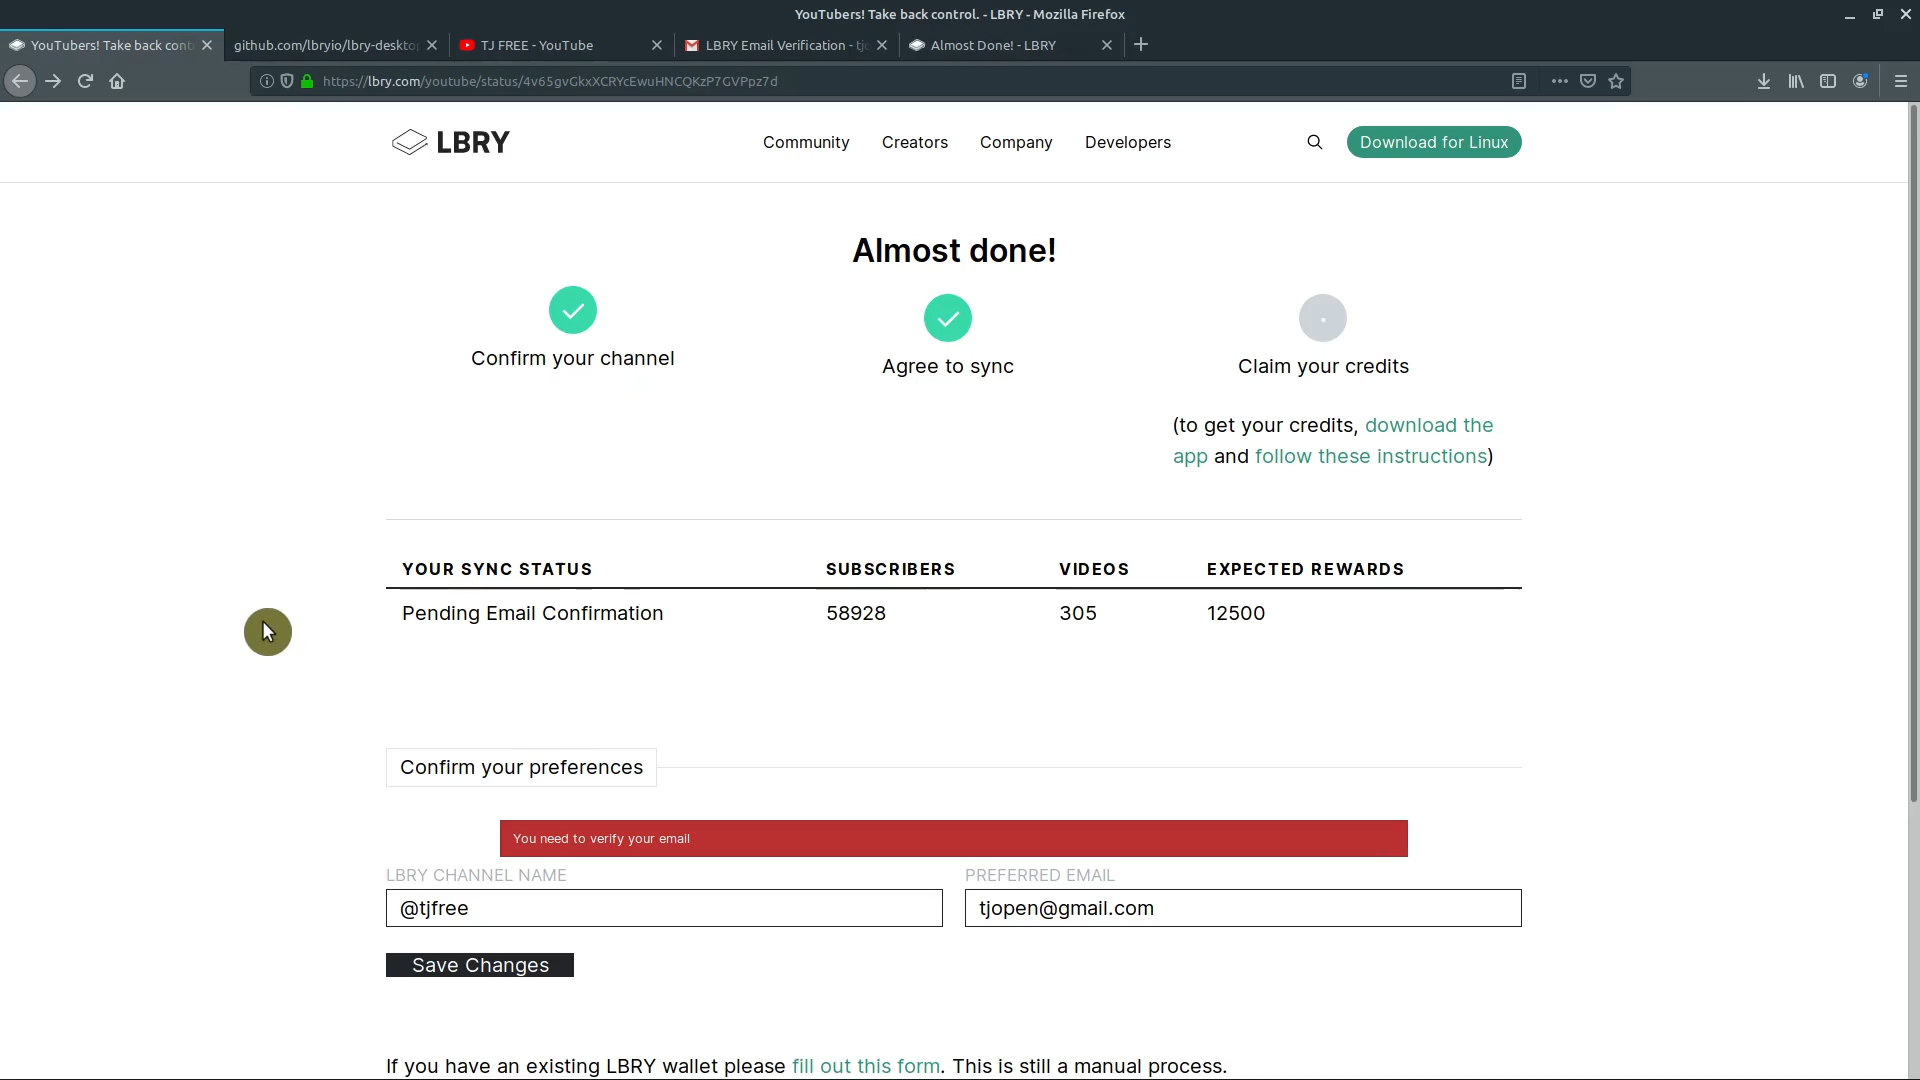 YouTubers! Take back control. - LBRY - Mozilla Firefox
YouTubers! Take back cont
github.com/lbryio/lbry-deskto
TJ FREE - YouTube
LBRY Email Verification - tjo
Almost Done! - LBRY
https://lbry.com/youtube/status/4v65gvGkxXCRYcEwuHNCQKzP7GVPpz7d
LBRY
Community
Creators
Company
Developers
Download for Linux
Almost done!
Confirm your channel
Agree to sync
Claim your credits
(to get your credits, download the
app and follow these instructions)
YOUR SYNC STATUS SUBSCRIBERS VIDEOS EXPECTED REWARDS
Pending Email Confirmation 58928 305 12500
Confirm your preferences
You need to verify your email
LBRY CHANNEL NAME PREFERRED EMAIL
@tjfree tjopen@gmail.com
Save Changes
If you have an existing LBRY wallet please fill out this form. This is still a manual process.